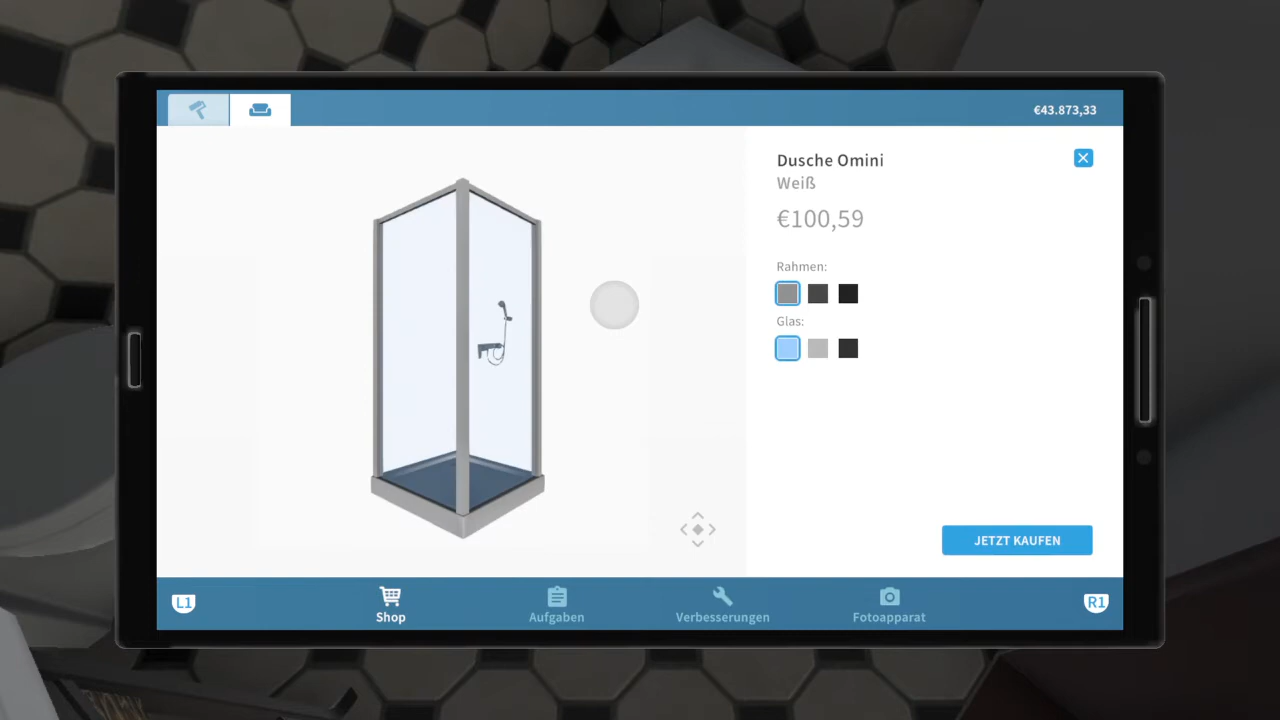 €43.873,33
Dusche Omini
Weiß
€100,59
Rahmen:
Glas:
JETZT KAUFEN
L1
Shop
Aufgaben
Verbesserungen
Fotoapparat
R1